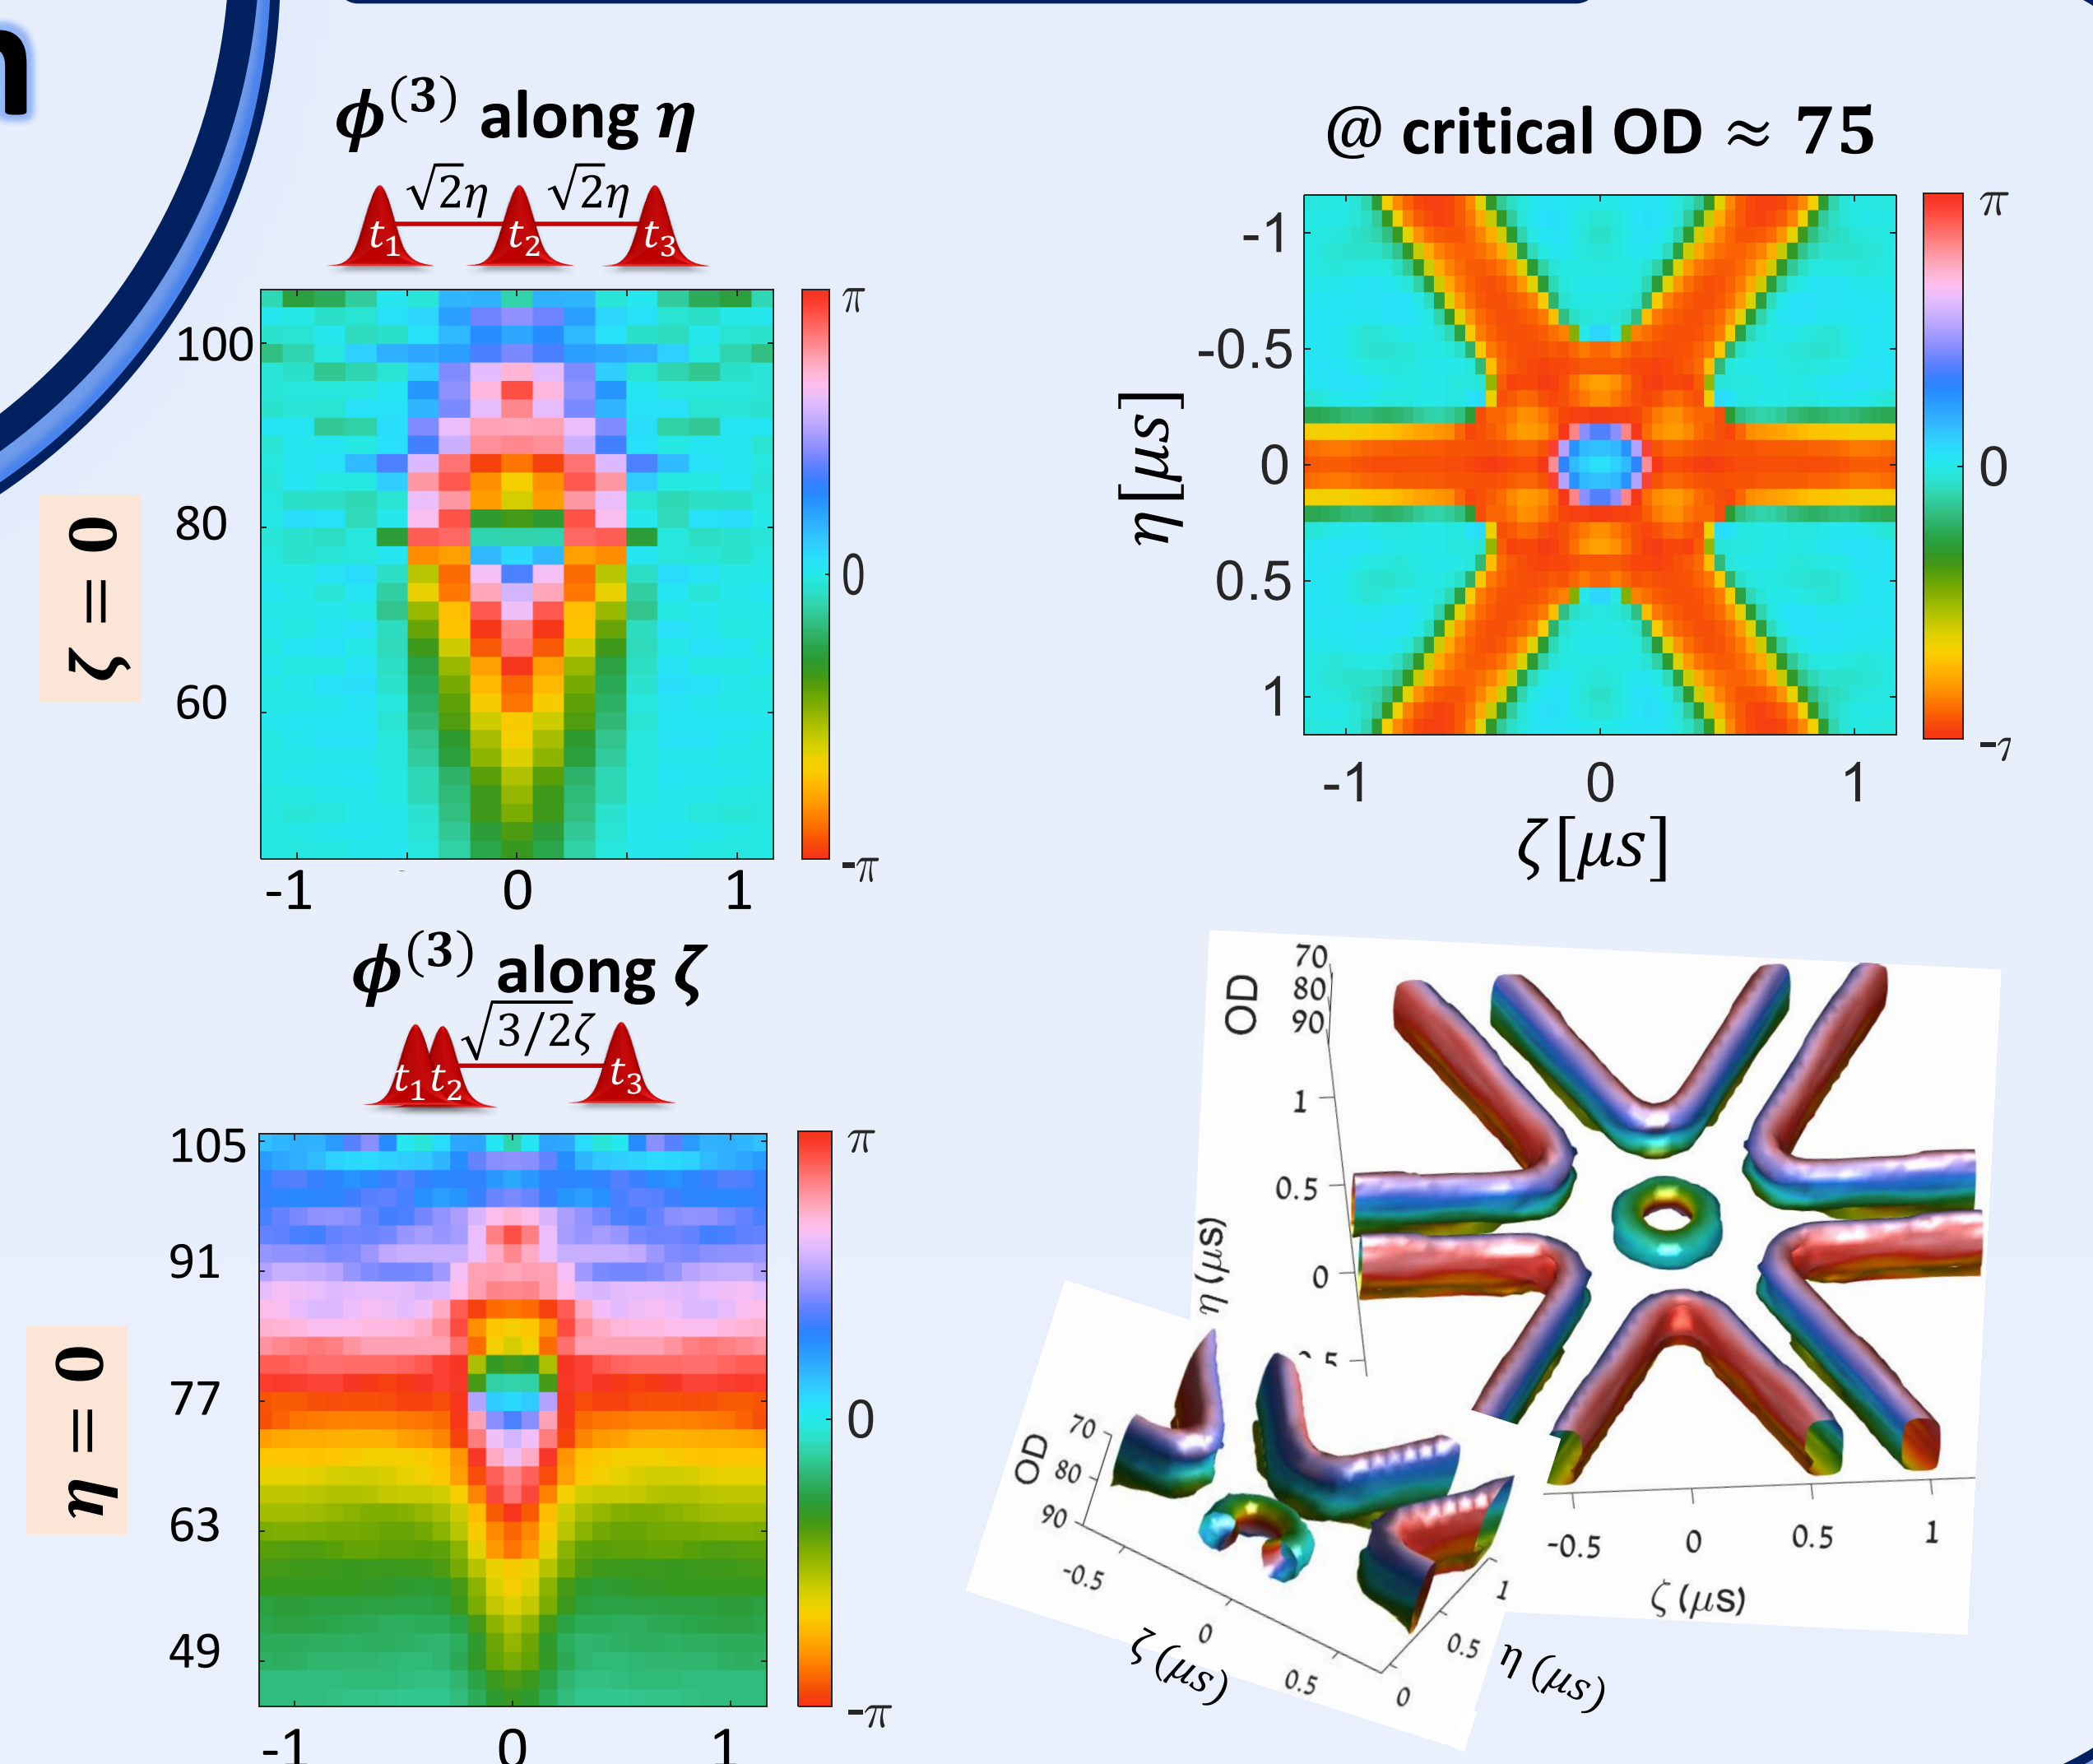 n
ϕ⁽³⁾ along η
√2η √2η
t₁ t₂ t₃
ζ = 0
100
80
60
π
0
-π
-1 0 1
ϕ⁽³⁾ along ζ
√3/2ζ
t₁ t₂ t₃
η = 0
105
91
77
63
49
π
0
-π
-1 0 1
@ critical OD ≈ 75
η[μs]
-1
-0.5
0
0.5
1
π
0
-1 0 1
ζ[μs]
OD
70
80
90
η (μs)
1
0.5
0
-0.5 0 0.5 1
ζ (μs)
OD
70
80
90
-0.5 0 0.5
ζ (μs)
0 0.5 1
η (μs)